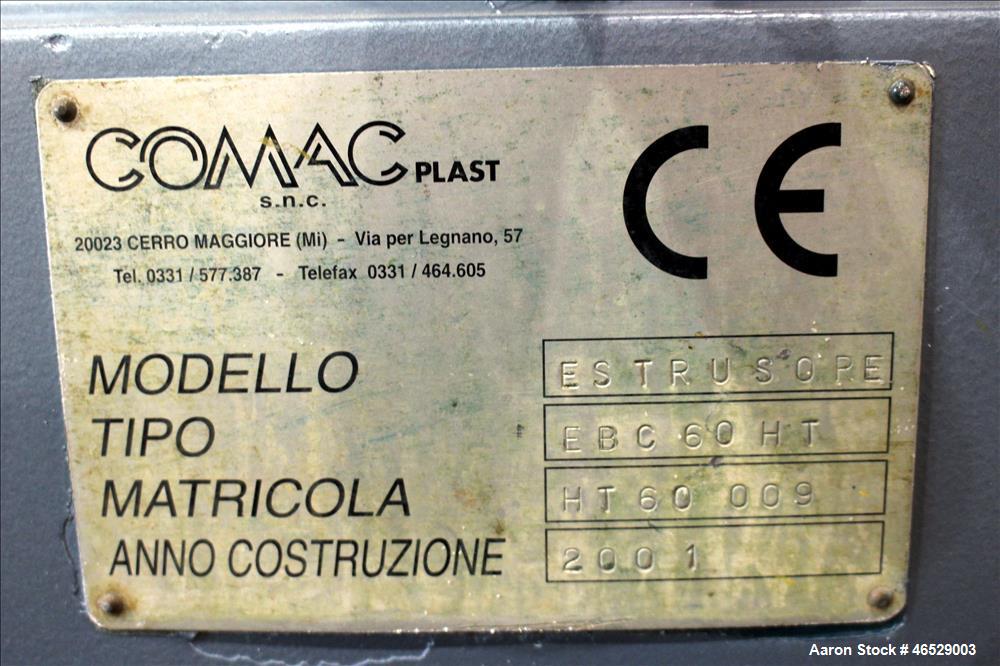 COMAC PLAST
s.n.c.
20023 CERRO MAGGIORE (Mi) - Via per Legnano, 57
Tel. 0331 / 577.387 - Telefax 0331 / 464.605
CE
MODELLO ESTRUSORE
TIPO EBC 60 HT
MATRICOLA HT 60 009
ANNO COSTRUZIONE 2001
Aaron Stock # 46529003